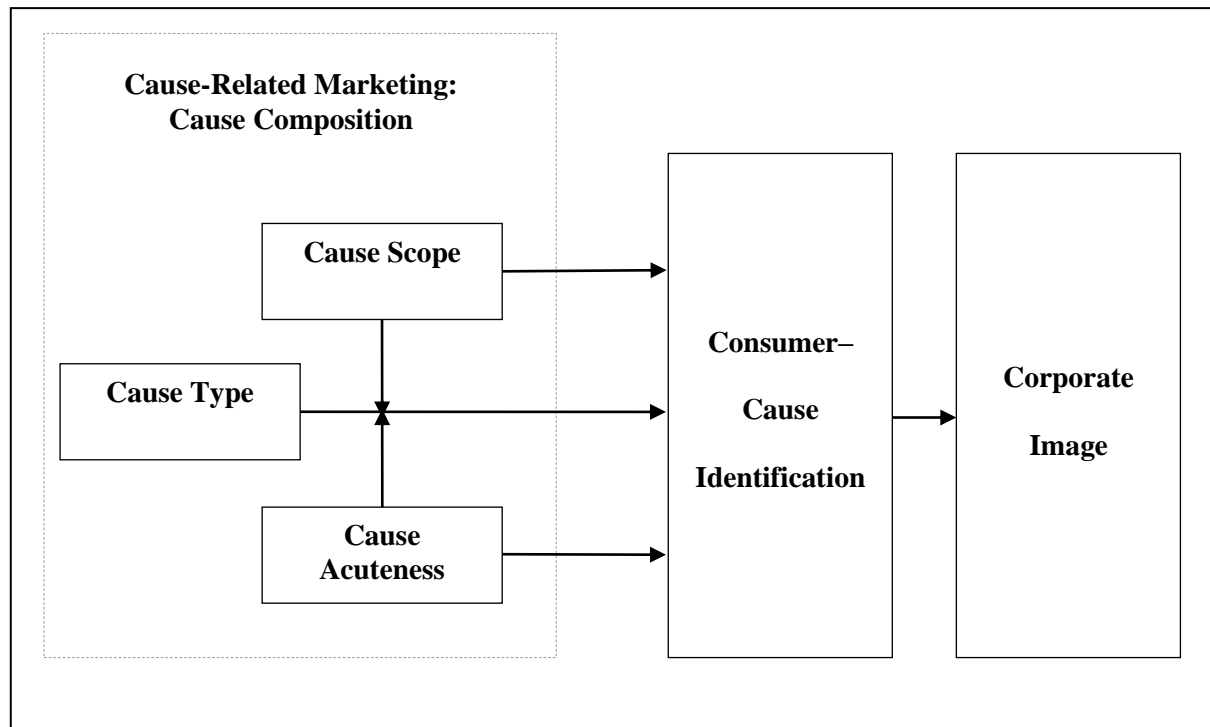 Cause-Related Marketing:
Cause Composition
Cause Scope
Cause Type
Cause
Acuteness
Consumer–
Cause
Identification
Corporate
Image